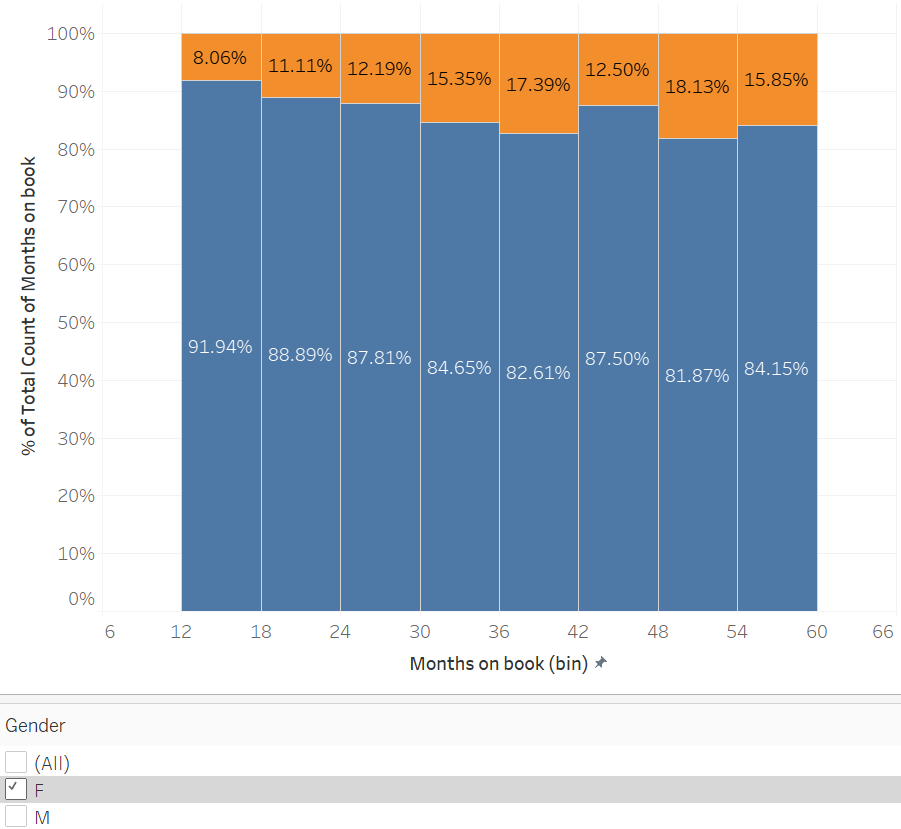 % of Total Count of Months on book
100%
90%
80%
70%
60%
50%
40%
30%
20%
10%
0%
8.06% 11.11% 12.19% 15.35% 17.39% 12.50% 18.13% 15.85%
91.94% 88.89% 87.81% 84.65% 82.61% 87.50% 81.87% 84.15%
6 12 18 24 30 36 42 48 54 60 66
Months on book (bin)
Gender
(All)
F
M